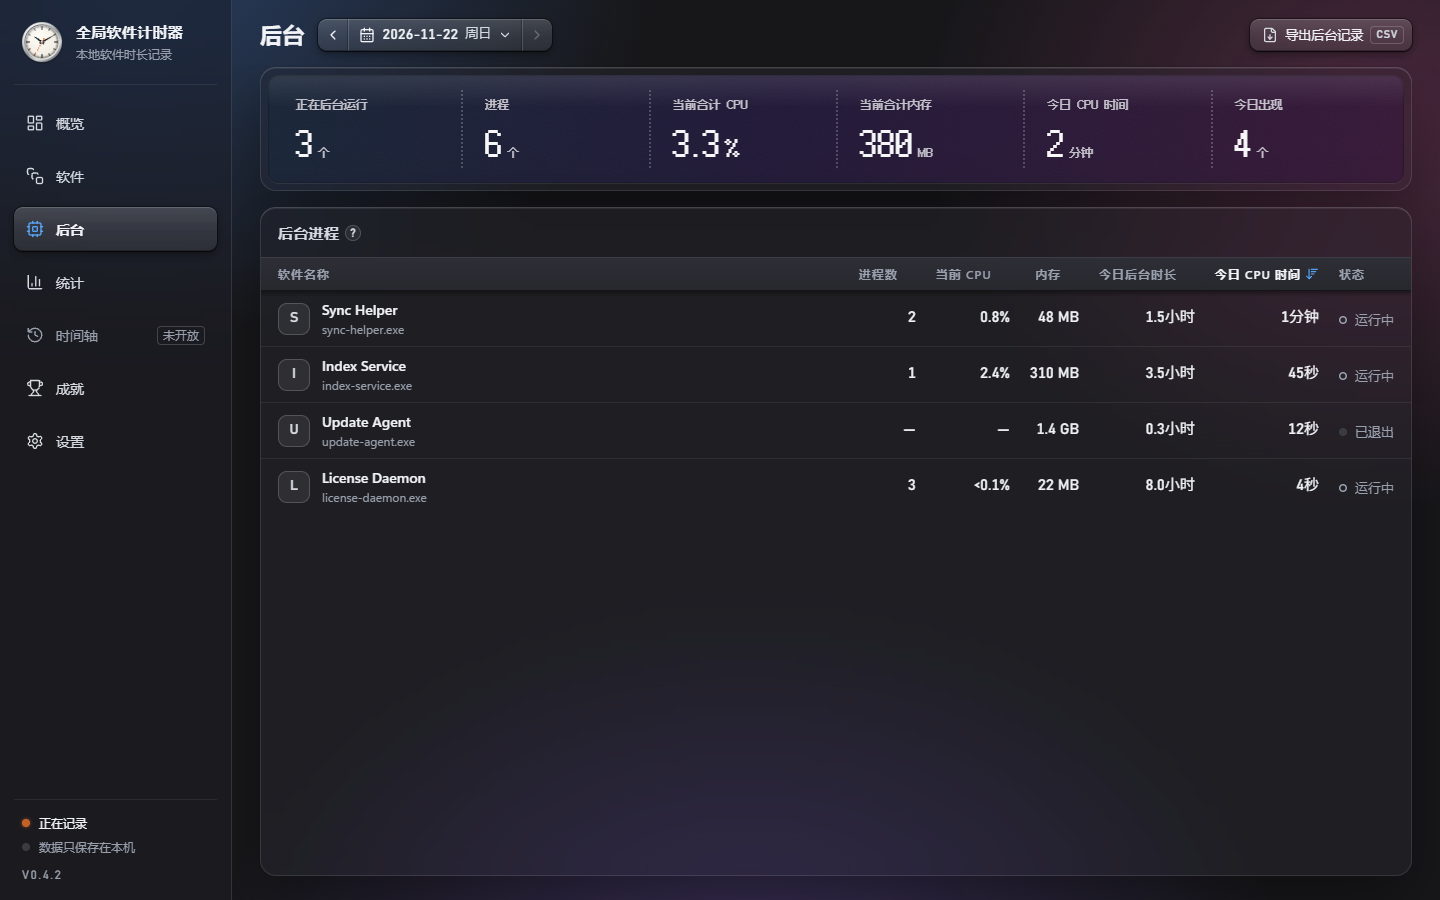 全局软件计时器
本地软件时长记录
概览
软件
后台
统计
时间轴 未开放
成就
设置
正在记录
数据只保存在本机
V0.4.2
后台 2026-11-22 周日
导出后台记录 CSV
正在后台运行
3 个
进程
6 个
当前合计 CPU
3.3 %
当前合计内存
380 MB
今日 CPU 时间
2 分钟
今日出现
4 个
后台进程 ?
软件名称 进程数 当前 CPU 内存 今日后台时长 今日 CPU 时间 状态
S Sync Helper 2 0.8% 48 MB 1.5小时 1分钟 运行中
sync-helper.exe
I Index Service 1 2.4% 310 MB 3.5小时 45秒 运行中
index-service.exe
U Update Agent — — 1.4 GB 0.3小时 12秒 已退出
update-agent.exe
L License Daemon 3 <0.1% 22 MB 8.0小时 4秒 运行中
license-daemon.exe